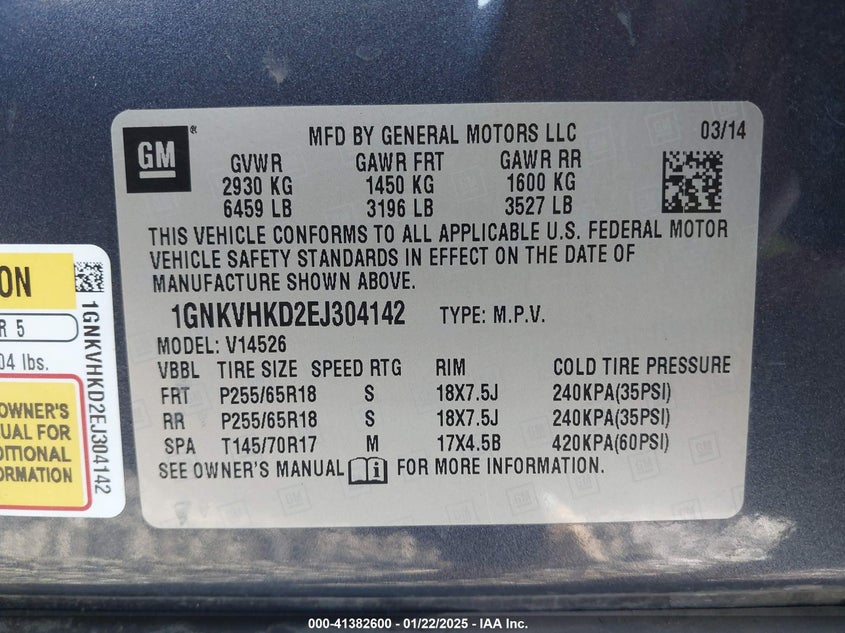 GM
®
MFD BY GENERAL MOTORS LLC
03/14
GVWR GAWR FRT GAWR RR
2930 KG 1450 KG 1600 KG
6459 LB 3196 LB 3527 LB
THIS VEHICLE CONFORMS TO ALL APPLICABLE U.S. FEDERAL MOTOR
VEHICLE SAFETY STANDARDS IN EFFECT ON THE DATE OF
MANUFACTURE SHOWN ABOVE.
1GNKVHKD2EJ304142 TYPE: M.P.V.
MODEL: V14526
VBBL TIRE SIZE SPEED RTG RIM COLD TIRE PRESSURE
FRT P255/65R18 S 18X7.5J 240KPA(35PSI)
RR P255/65R18 S 18X7.5J 240KPA(35PSI)
SPA T145/70R17 M 17X4.5B 420KPA(60PSI)
SEE OWNER'S MANUAL FOR MORE INFORMATION.
ON
R 5
04 lbs.
OWNER'S
UAL FOR
DITIONAL
ORMATION
1GNKVHKD2EJ304142
000-41382600 - 01/22/2025 - IAA Inc.